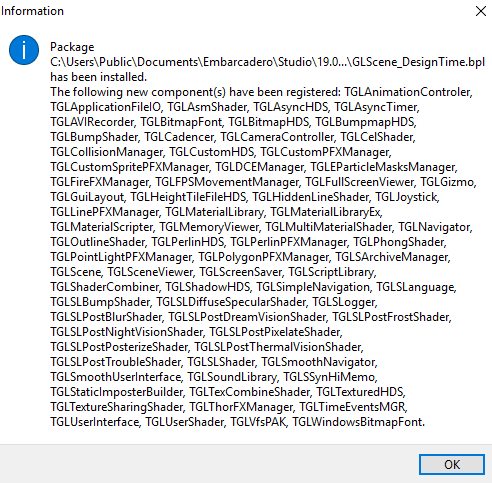 Information
Package
C:\Users\Public\Documents\Embarcadero\Studio\19.0...\GLScene_DesignTime.bpl
has been installed.
The following new component(s) have been registered: TGLAnimationControler,
TGLApplicationFileIO, TGLAsmShader, TGLAsyncHDS, TGLAsyncTimer,
TGLAVIRecorder, TGLBitmapFont, TGLBitmapHDS, TGLBumpmapHDS,
TGLBumpShader, TGLCadencer, TGLCameraController, TGLCelShader,
TGLCollisionManager, TGLCustomHDS, TGLCustomPFXManager,
TGLCustomSpritePFXManager, TGLDCEManager, TGLEParticleMasksManager,
TGLFireFXManager, TGLFPSMovementManager, TGLFullScreenViewer, TGLGizmo,
TGLGuiLayout, TGLHeightTileFileHDS, TGLHiddenLineShader, TGLJoystick,
TGLLinePFXManager, TGLMaterialLibrary, TGLMaterialLibraryEx,
TGLMaterialScripter, TGLMemoryViewer, TGLMultiMaterialShader, TGLNavigator,
TGLOutlineShader, TGLPerlinHDS, TGLPerlinPFXManager, TGLPhongShader,
TGLPointLightPFXManager, TGLPolygonPFXManager, TGLSArchiveManager,
TGLScene, TGLSceneViewer, TGLScreenSaver, TGLScriptLibrary,
TGLShaderCombiner, TGLShadowHDS, TGLSimpleNavigation, TGLSLanguage,
TGLSLBumpShader, TGLSLDiffuseSpecularShader, TGLSLogger,
TGLSLPostBlurShader, TGLSLPostDreamVisionShader, TGLSLPostFrostShader,
TGLSLPostNightVisionShader, TGLSLPostPixelateShader,
TGLSLPostPosterizeShader, TGLSLPostThermalVisionShader,
TGLSLPostTroubleShader, TGLSLShader, TGLSmoothNavigator,
TGLSmoothUserInterface, TGLSoundLibrary, TGLSSynHiMemo,
TGLStaticImposterBuilder, TGLTexCombineShader, TGLTexturedHDS,
TGLTextureSharingShader, TGLThorFXManager, TGLTimeEventsMGR,
TGLUserInterface, TGLUserShader, TGLVfsPAK, TGLWindowsBitmapFont.
OK